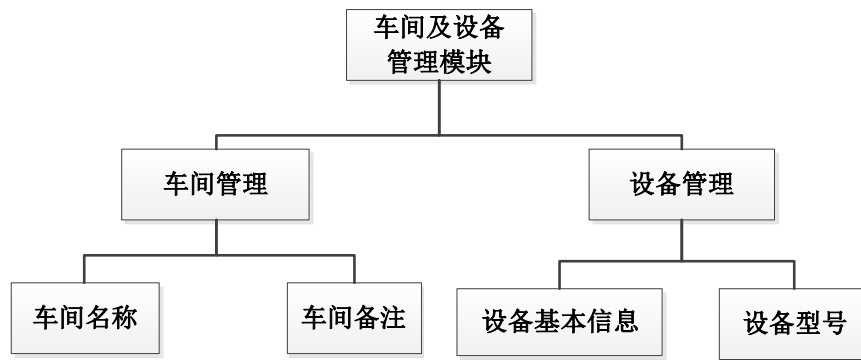 车间及设备
管理模块
车间管理
设备管理
车间名称
车间备注
设备基本信息
设备型号